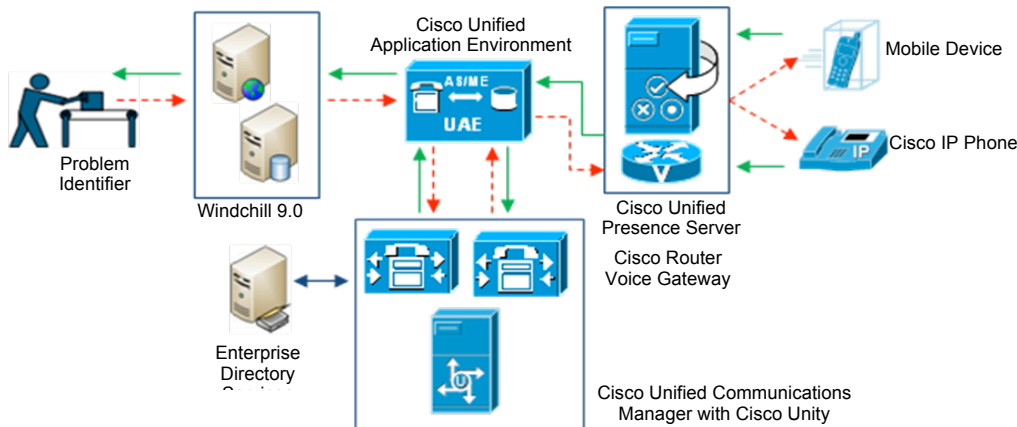 Cisco Unified
Application Environment
Mobile Device
AS/ME
UAE
Cisco IP Phone
IP
V
Problem
Identifier
Windchill 9.0
Cisco Unified
Presence Server
Cisco Router
Voice Gateway
Enterprise
Directory
U
Cisco Unified Communications
Manager with Cisco Unity